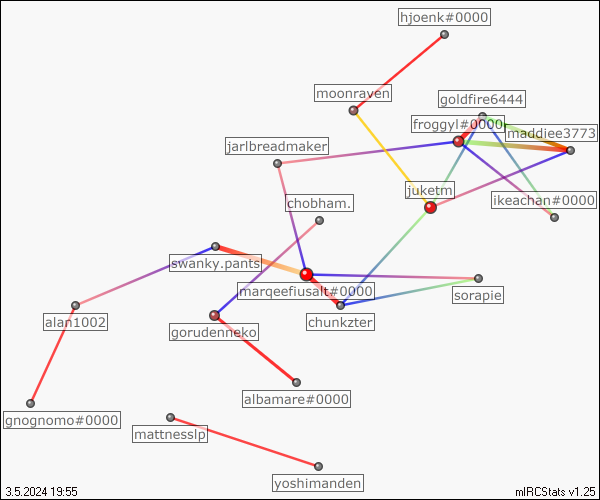 hjoenk#0000
moonraven
goldfire6444
froggyl#0000
maddiee3773
jarlbreadmaker
juketm
ikeachan#0000
chobham.
swanky.pants
marqeefiusalt#0000
sorapie
alan1002
chunkzter
gorudenneko
albamare#0000
gnognomo#0000
mattnesslp
yoshimanden
3.5.2024 19:55
mIRCStats v1.25